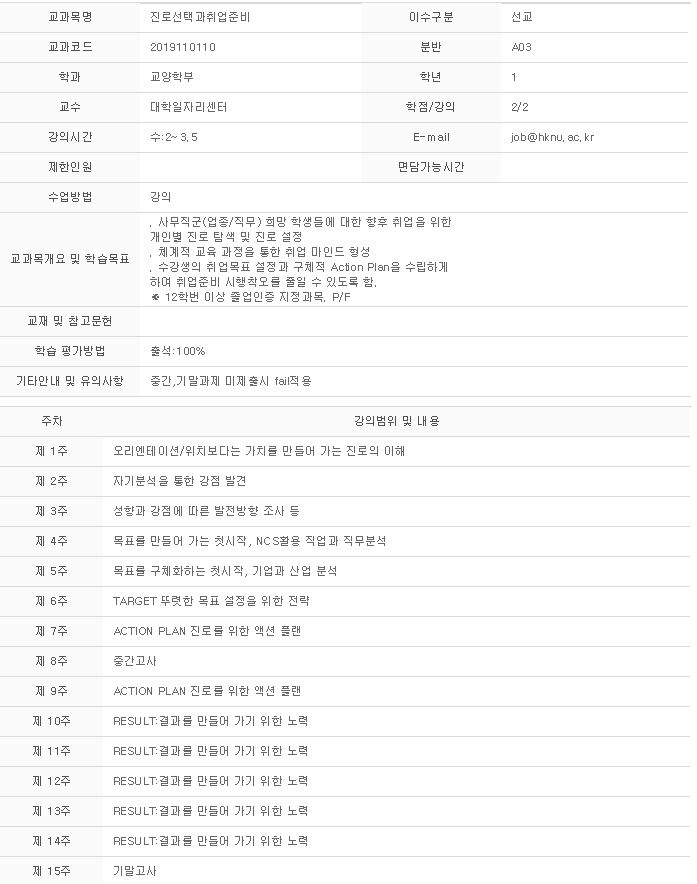 교과목명 진로선택과취업준비 이수구분 선교
교과코드 2019110110 분반 A03
학과 교양학부 학년 1
교수 대학일자리센터 학점/강의 2/2
강의시간 수:2~3,5 E-mail job@hknu.ac.kr
제한인원 면담가능시간
수업방법 강의
교과목개요 및 학습목표
. 사무직군(업종/직무) 희망 학생들에 대한 향후 취업을 위한
개인별 진로 탐색 및 진로 설정
. 체계적 교육 과정을 통한 취업 마인드 형성
. 수강생의 취업목표 설정과 구체적 Action Plan을 수립하게
하여 취업준비 시행착오를 줄일 수 있도록 함.
※ 12학번 이상 졸업인증 지정과목. P/F
교재 및 참고문헌
학습 평가방법 출석:100%
기타안내 및 유의사항 중간,기말과제 미제출시 fail적용
주차 강의범위 및 내용
제 1주 오리엔테이션/위치보다는 가치를 만들어 가는 진로의 이해
제 2주 자기분석을 통한 강점 발견
제 3주 성향과 강점에 따른 발전방향 조사 등
제 4주 목표를 만들어 가는 첫시작, NCS활용 직업과 직무분석
제 5주 목표를 구체화하는 첫시작, 기업과 산업 분석
제 6주 TARGET 뚜렷한 목표 설정을 위한 전략
제 7주 ACTION PLAN 진로를 위한 액션 플랜
제 8주 중간고사
제 9주 ACTION PLAN 진로를 위한 액션 플랜
제 10주 RESULT:결과를 만들어 가기 위한 노력
제 11주 RESULT:결과를 만들어 가기 위한 노력
제 12주 RESULT:결과를 만들어 가기 위한 노력
제 13주 RESULT:결과를 만들어 가기 위한 노력
제 14주 RESULT:결과를 만들어 가기 위한 노력
제 15주 기말고사